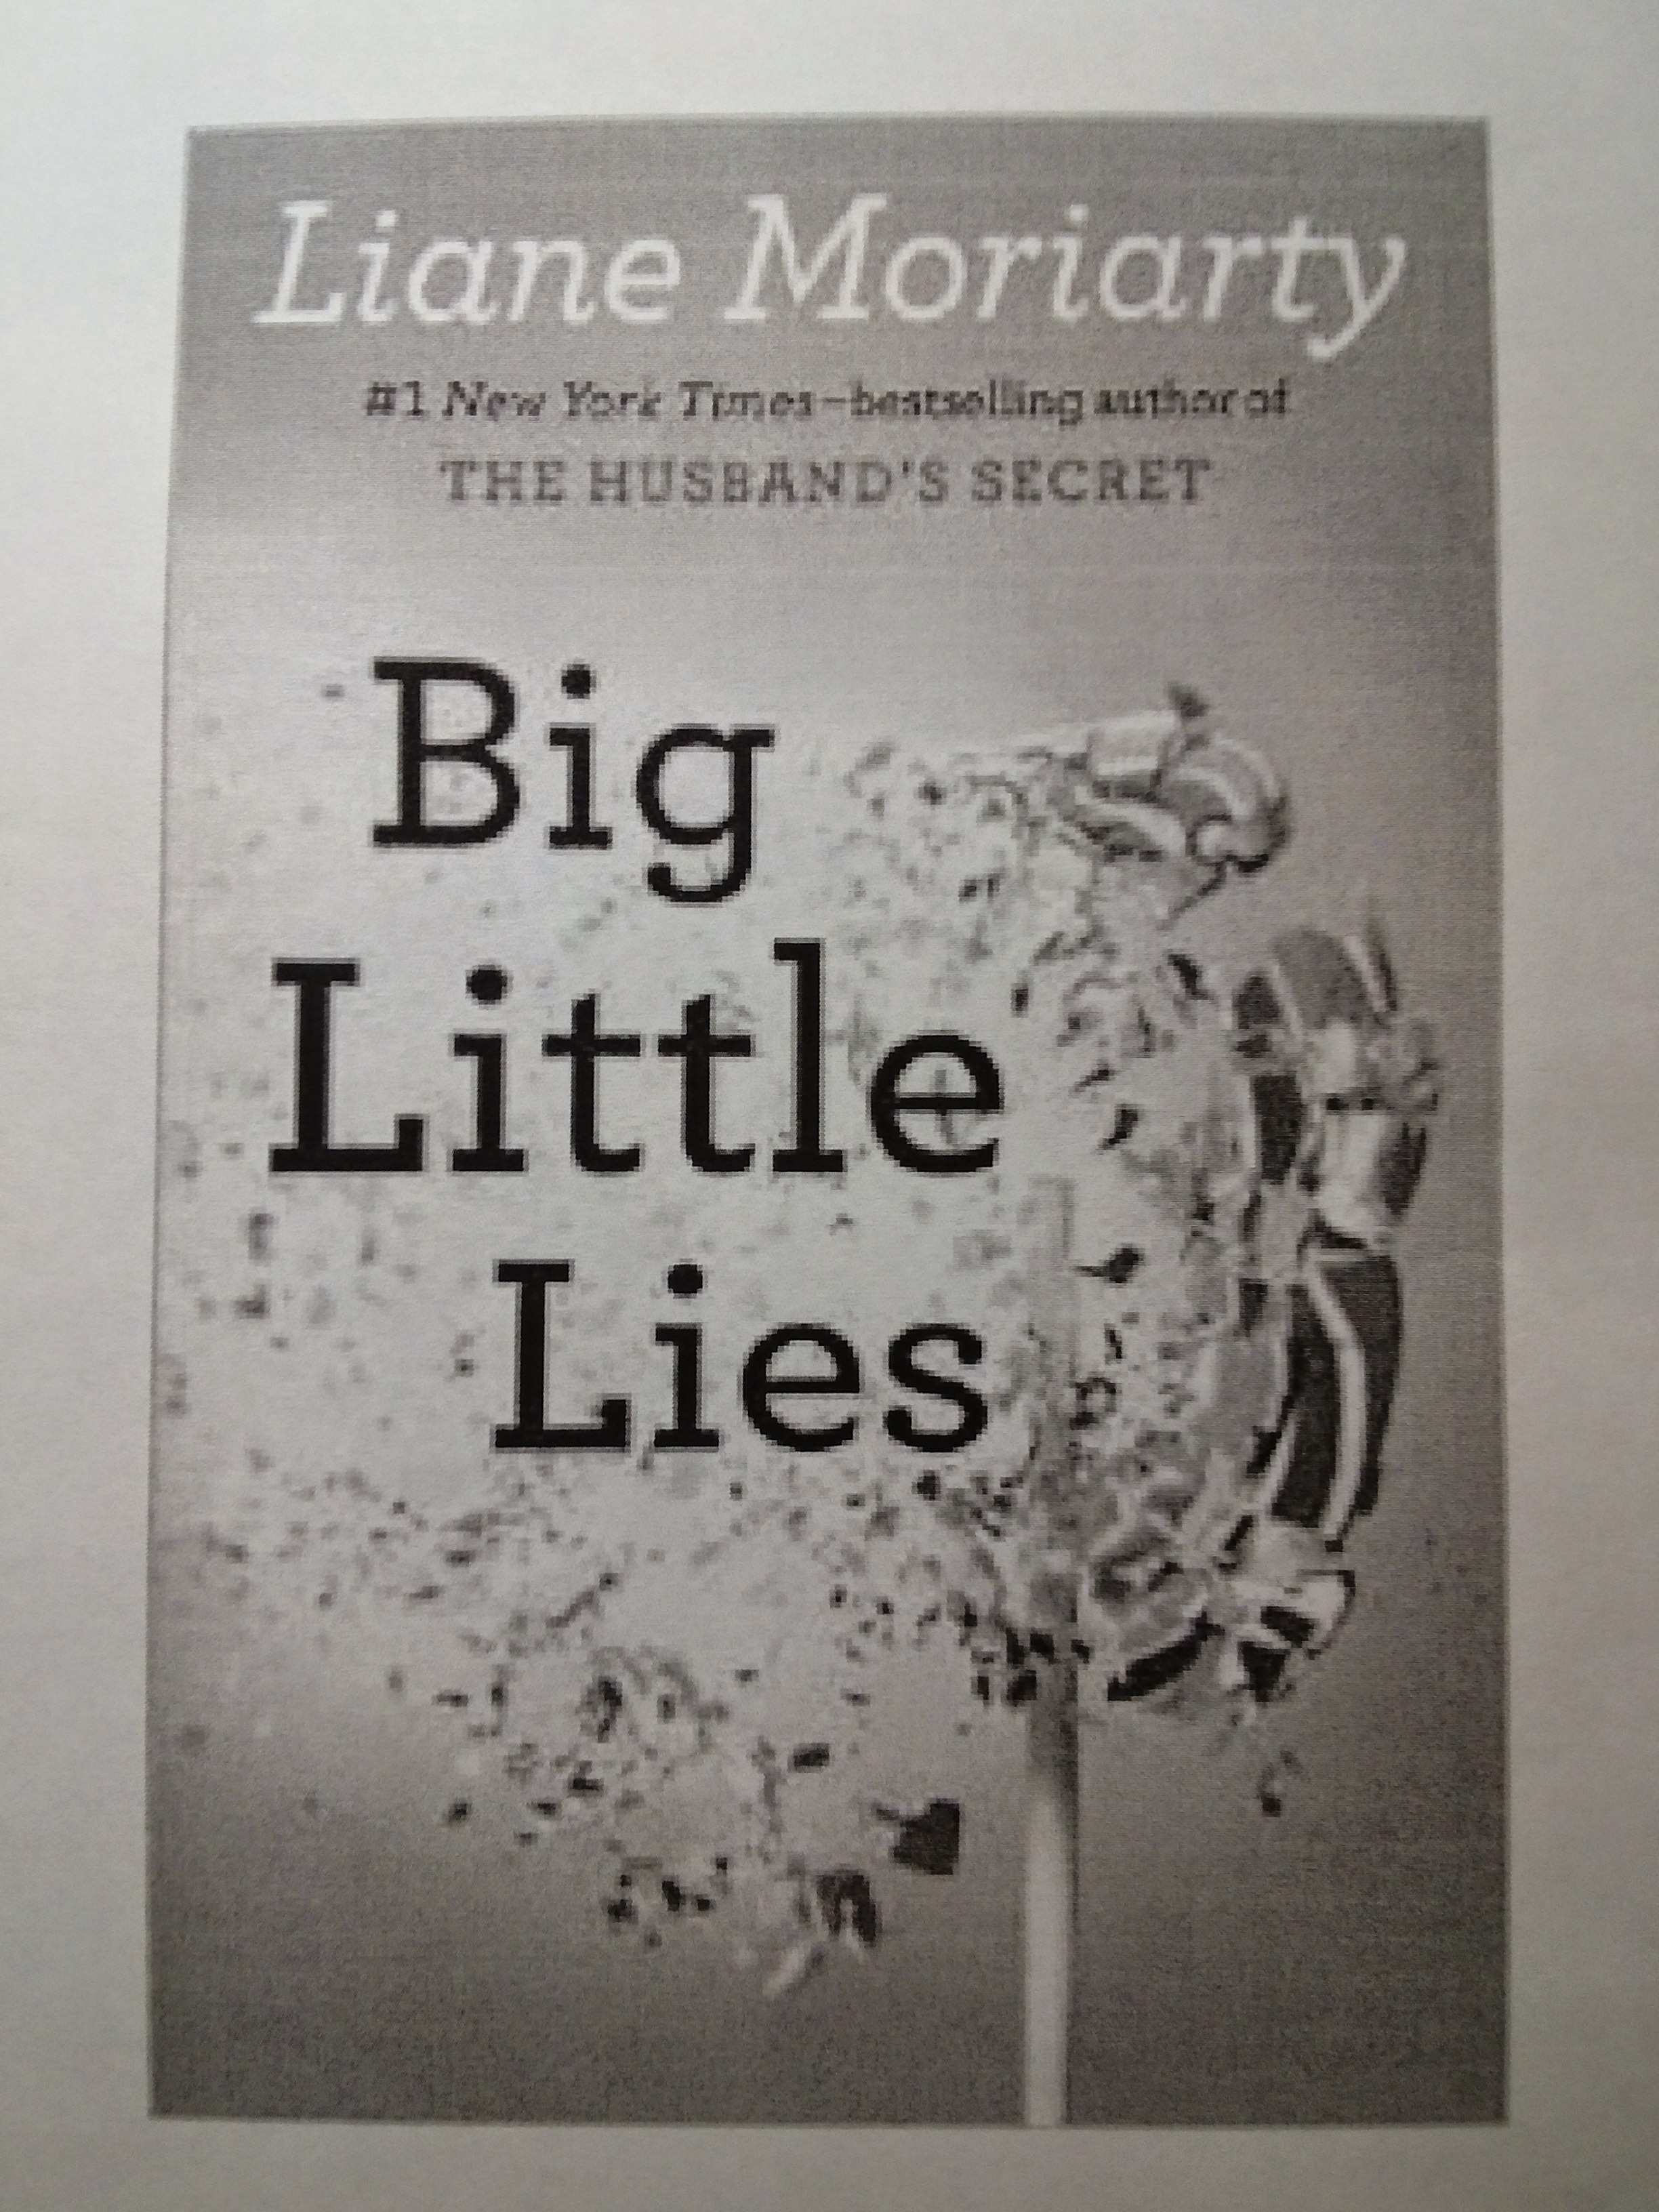 Liane Moriarty
#1 New York Times–bestselling author of
THE HUSBAND'S SECRET
Big
Little
Lies